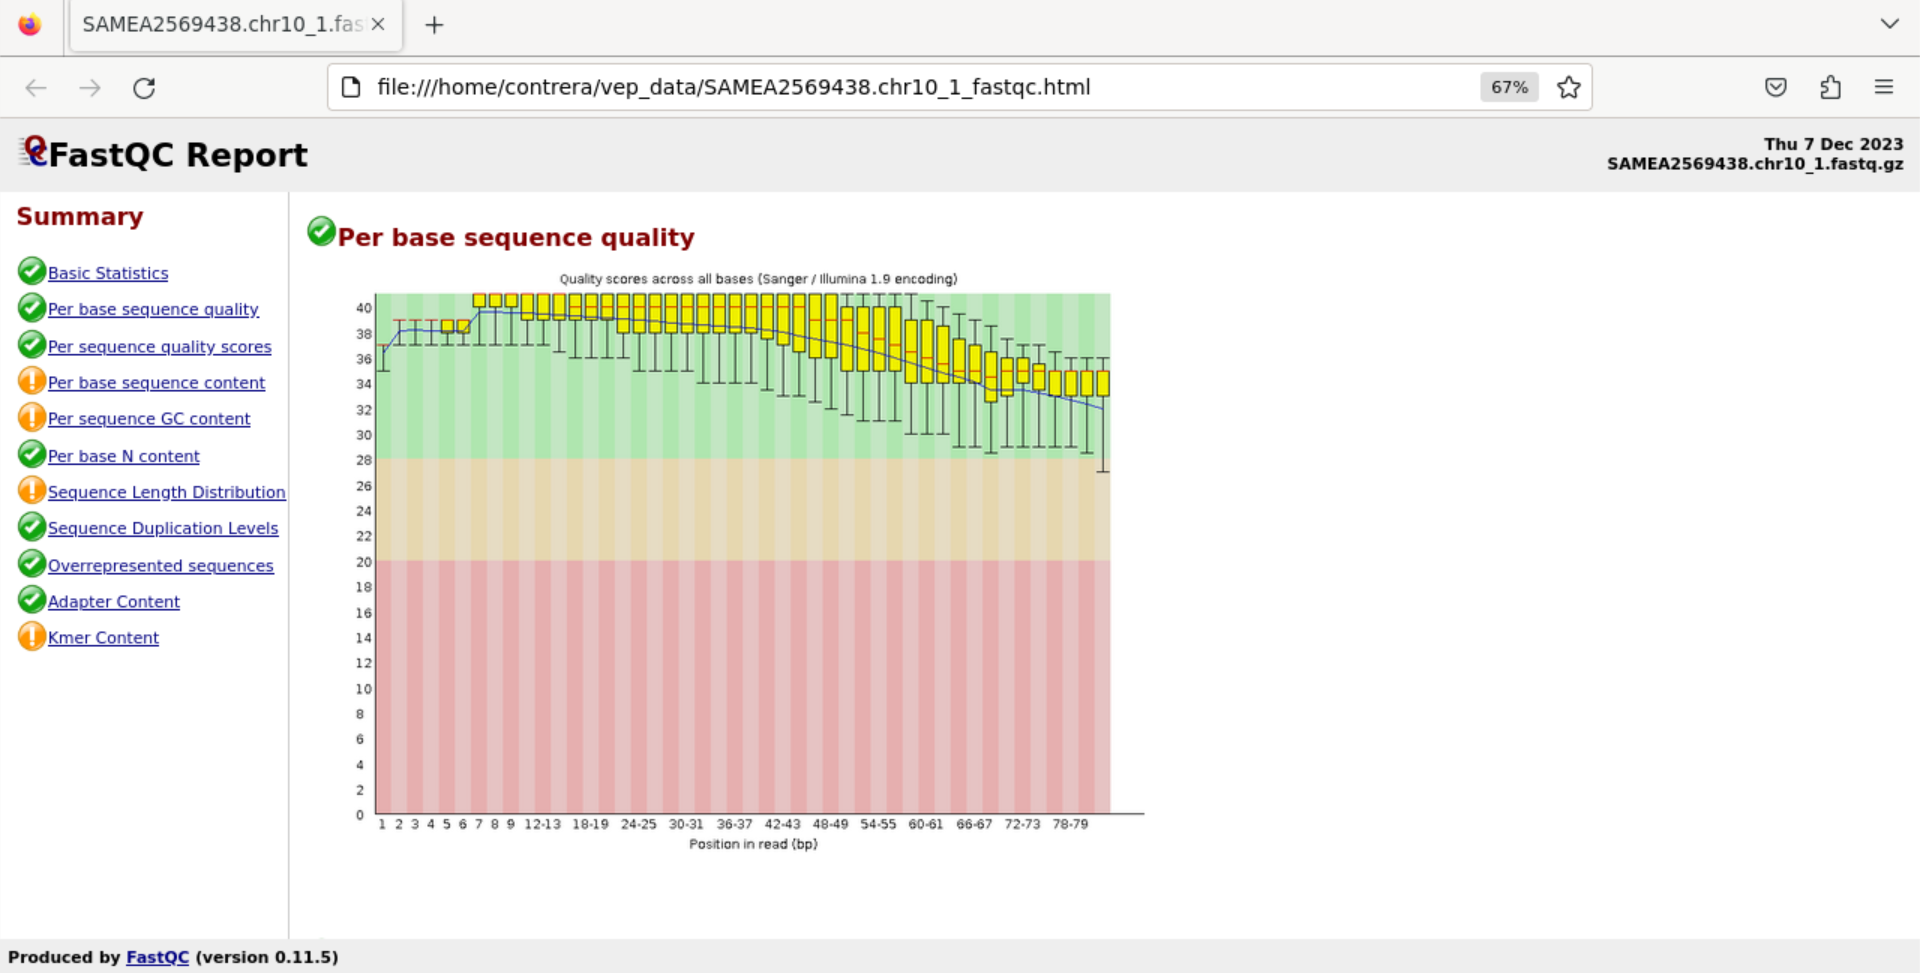 SAMEA2569438.chr10_1.fas
file:///home/contrera/vep_data/SAMEA2569438.chr10_1_fastqc.html
67%
FastQC Report
Thu 7 Dec 2023
SAMEA2569438.chr10_1.fastq.gz
Summary
Basic Statistics
Per base sequence quality
Per sequence quality scores
Per base sequence content
Per sequence GC content
Per base N content
Sequence Length Distribution
Sequence Duplication Levels
Overrepresented sequences
Adapter Content
Kmer Content
Per base sequence quality
Quality scores across all bases (Sanger / Illumina 1.9 encoding)
40
38
36
34
32
30
28
26
24
22
20
18
16
14
12
10
8
6
4
2
0
1 2 3 4 5 6 7 8 9 12-13 18-19 24-25 30-31 36-37 42-43 48-49 54-55 60-61 66-67 72-73 78-79
Position in read (bp)
Produced by FastQC (version 0.11.5)